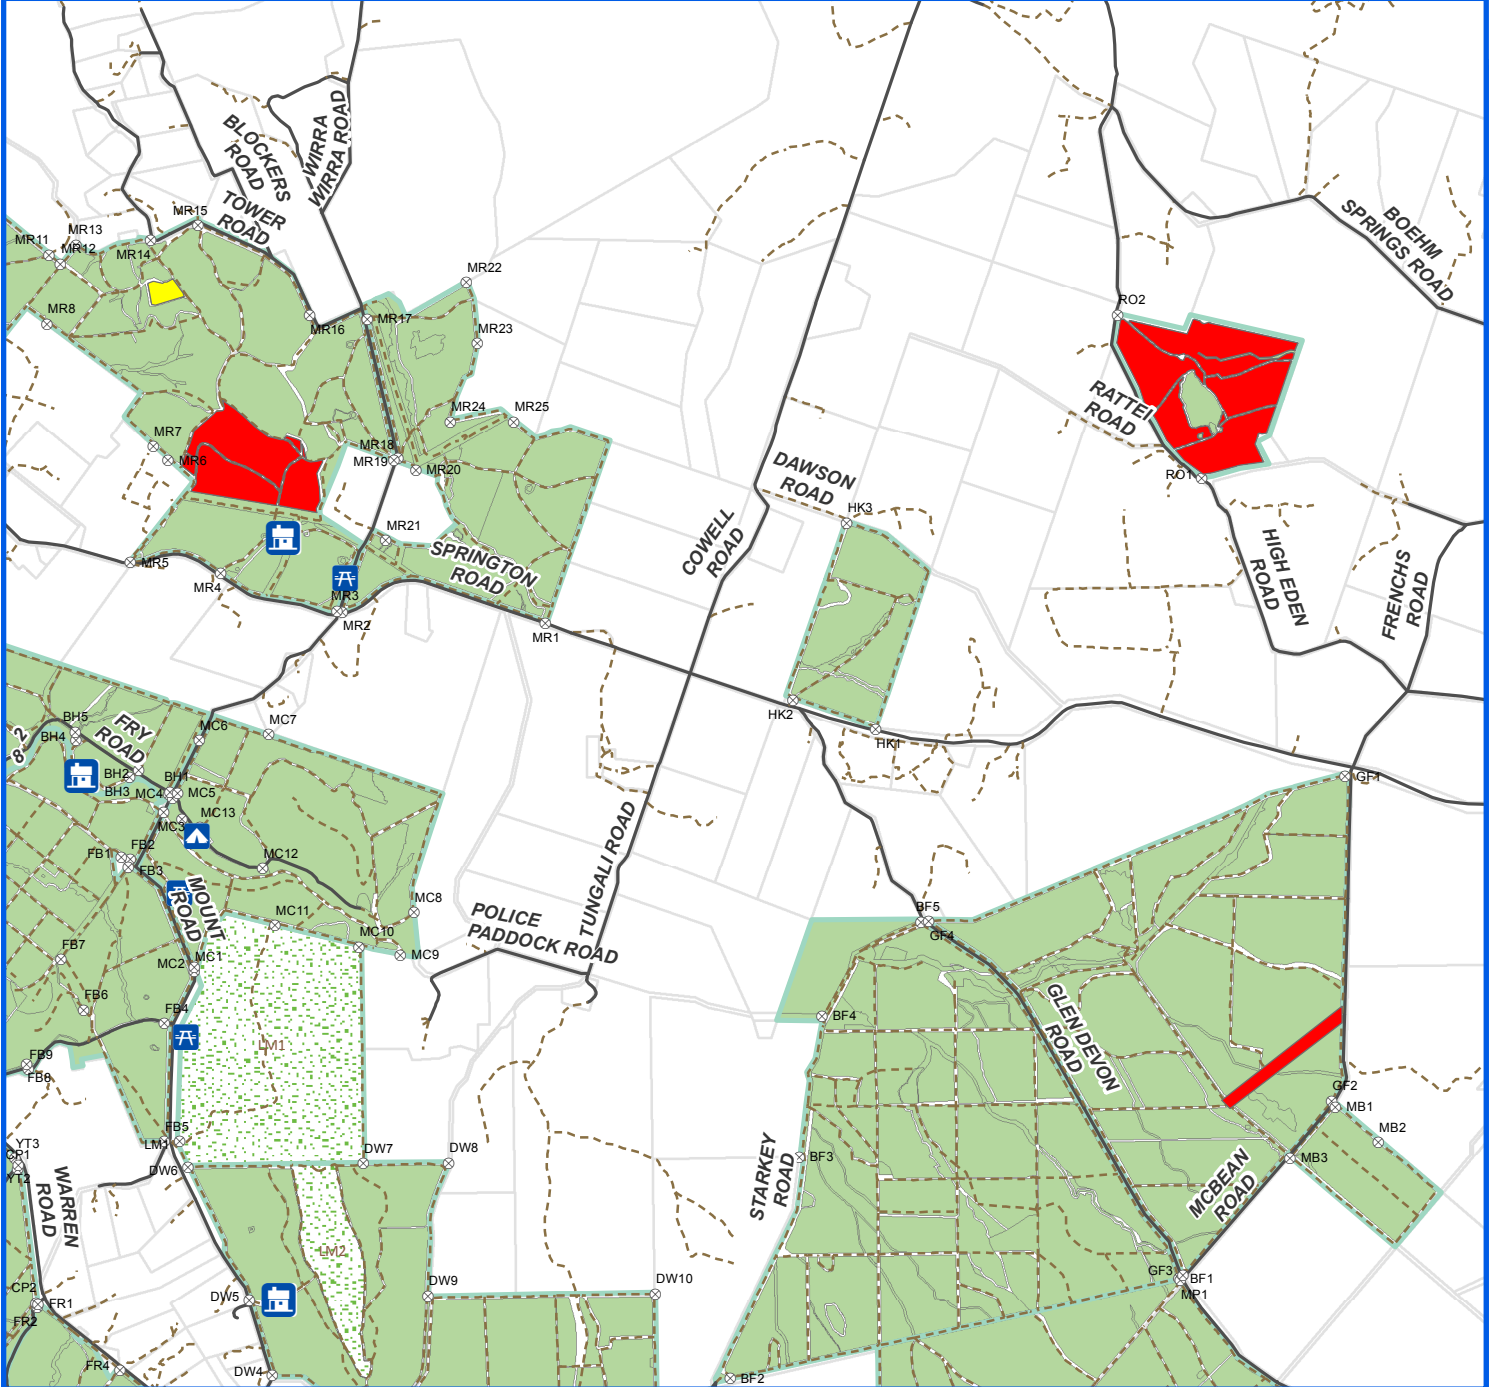 BLOCKERS
ROAD
WIRRA
WIRRA ROAD
TOWER
ROAD
MR15
MR13
MR11
MR12
MR14
MR8
MR16
MR17
MR22
MR23
MR24
MR25
MR7
MR6
MR18
MR19
MR20
MR21
MR5
MR4
MR3
MR2
MR1
SPRINGTON
ROAD
COWELL
ROAD
DAWSON
ROAD
HK3
HK2
HK1
BOEHM
SPRINGS ROAD
RO2
RATTEI
ROAD
RO1
HIGH EDEN
ROAD
FRENCHS
ROAD
GF1
BH5
BH4
FRY
ROAD
2
8
MC6
MC7
BH2
BH3
BH1
MC4
MC5
MC3
MC13
FB1
FB2
FB3
MC12
MOUNT
ROAD
MC11
MC8
MC10
MC9
FB7
MC2
MC1
FB6
FB4
FB9
FB8
LM1
TUNGALI ROAD
POLICE
PADDOCK ROAD
BF5
GF4
BF4
GLEN DEVON
ROAD
GF2
MB1
MB2
MB3
MCBEAN
ROAD
YT3
CP1
YT2
FB5
LM1
DW6
DW7
DW8
WARREN
ROAD
STARKEY
ROAD
BF3
LM2
CP2
FR1
FR2
DW5
DW9
DW10
GF3
BF1
MP1
FR4
DW4
BF2